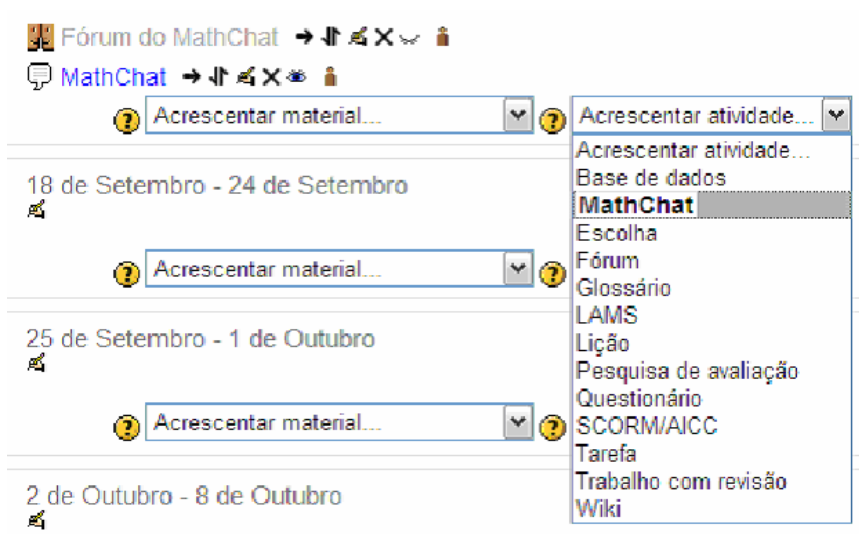 Fórum do MathChat
MathChat
Acrescentar material... Acrescentar atividade...
Acrescentar atividade...
Base de dados
MathChat
Escolha
Fórum
Glossário
LAMS
Lição
Pesquisa de avaliação
Questionário
SCORM/AICC
Tarefa
Trabalho com revisão
Wiki
18 de Setembro - 24 de Setembro
Acrescentar material...
25 de Setembro - 1 de Outubro
Acrescentar material...
2 de Outubro - 8 de Outubro